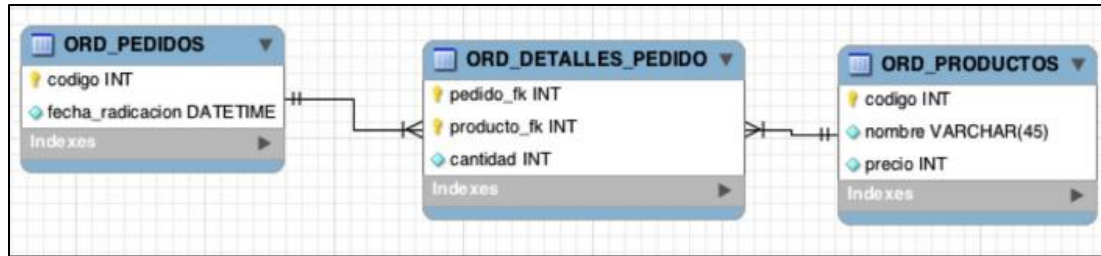 ORD_PEDIDOS
codigo INT
fecha_radicacion DATETIME
Indexes
ORD_DETALLES_PEDIDO
pedido_fk INT
producto_fk INT
cantidad INT
Indexes
ORD_PRODUCTOS
codigo INT
nombre VARCHAR(45)
precio INT
Indexes